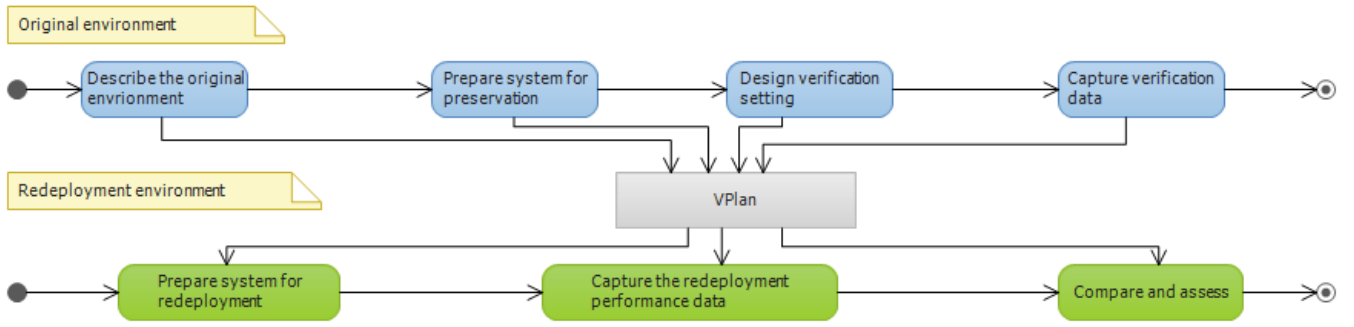 Original environment
Describe the original
envrionment
Prepare system for
preservation
Design verification
setting
Capture verification
data
Redeployment environment
VPlan
Prepare system for
redeployment
Capture the redeployment
performance data
Compare and assess